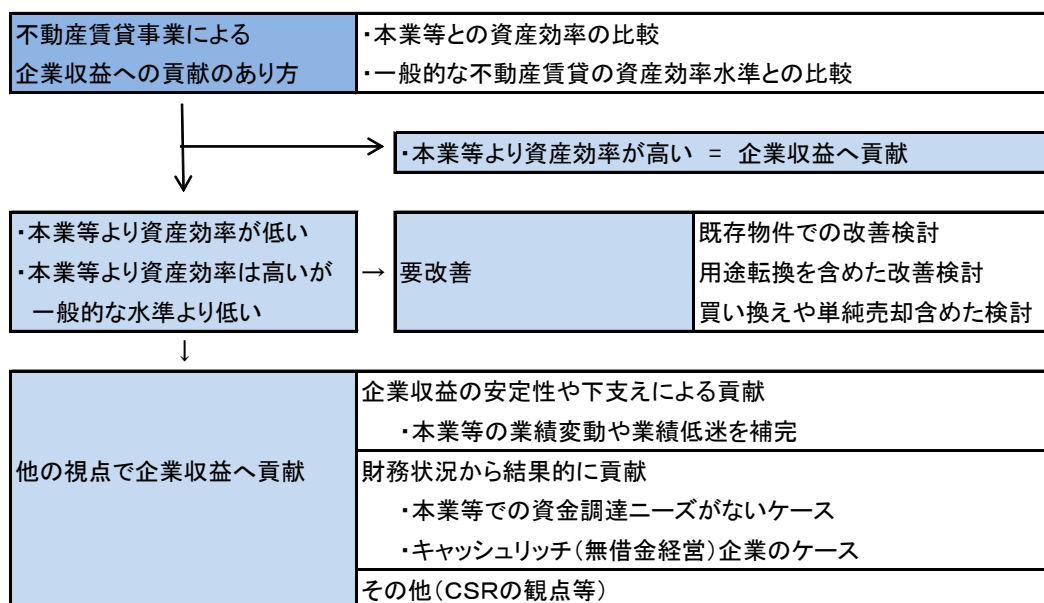 不動産賃貸事業による
企業収益への貢献のあり方
・本業等との資産効率の比較
・一般的な不動産賃貸の資産効率水準との比較
・本業等より資産効率が高い = 企業収益へ貢献
・本業等より資産効率が低い
・本業等より資産効率は高いが
一般的な水準より低い
→
要改善
既存物件での改善検討
用途転換を含めた改善検討
買い換えや単純売却含めた検討
↓
他の視点で企業収益へ貢献
企業収益の安定性や下支えによる貢献
・本業等の業績変動や業績低迷を補完
財務状況から結果的に貢献
・本業等での資金調達ニーズがないケース
・キャッシュリッチ(無借金経営)企業のケース
その他(CSRの観点等)